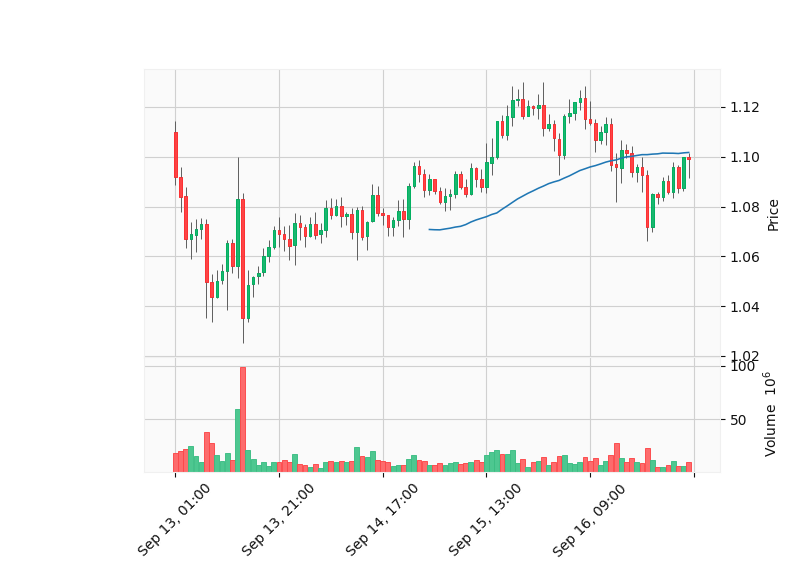 1.12
1.10
1.08
1.06
1.04
1.02
Price
100
50
Volume 10^6
Sep 13, 01:00
Sep 13, 21:00
Sep 14, 17:00
Sep 15, 13:00
Sep 16, 09:00